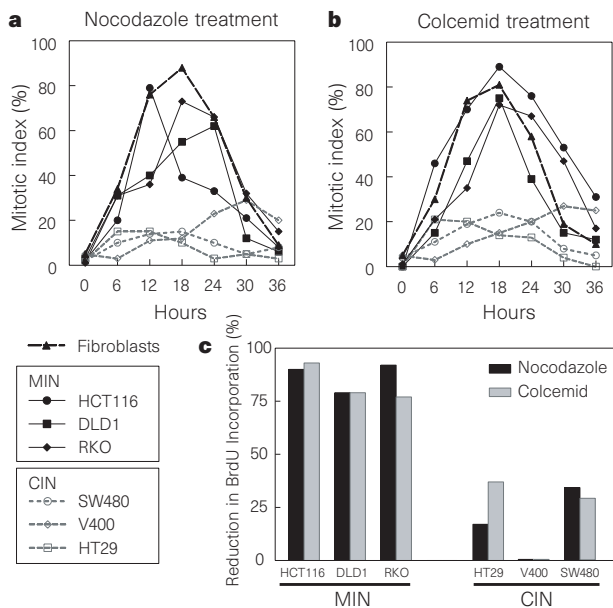 a Nocodazole treatment
Mitotic index (%)
100
80
60
40
20
0
0 6 12 18 24 30 36
Hours
b Colcemid treatment
Mitotic index (%)
100
80
60
40
20
0
0 6 12 18 24 30 36
Hours
Fibroblasts
MIN
HCT116
DLD1
RKO
CIN
SW480
V400
HT29
c
Reduction in BrdU Incorporation (%)
100
75
50
25
0
Nocodazole
Colcemid
HCT116 DLD1 RKO HT29 V400 SW480
MIN CIN